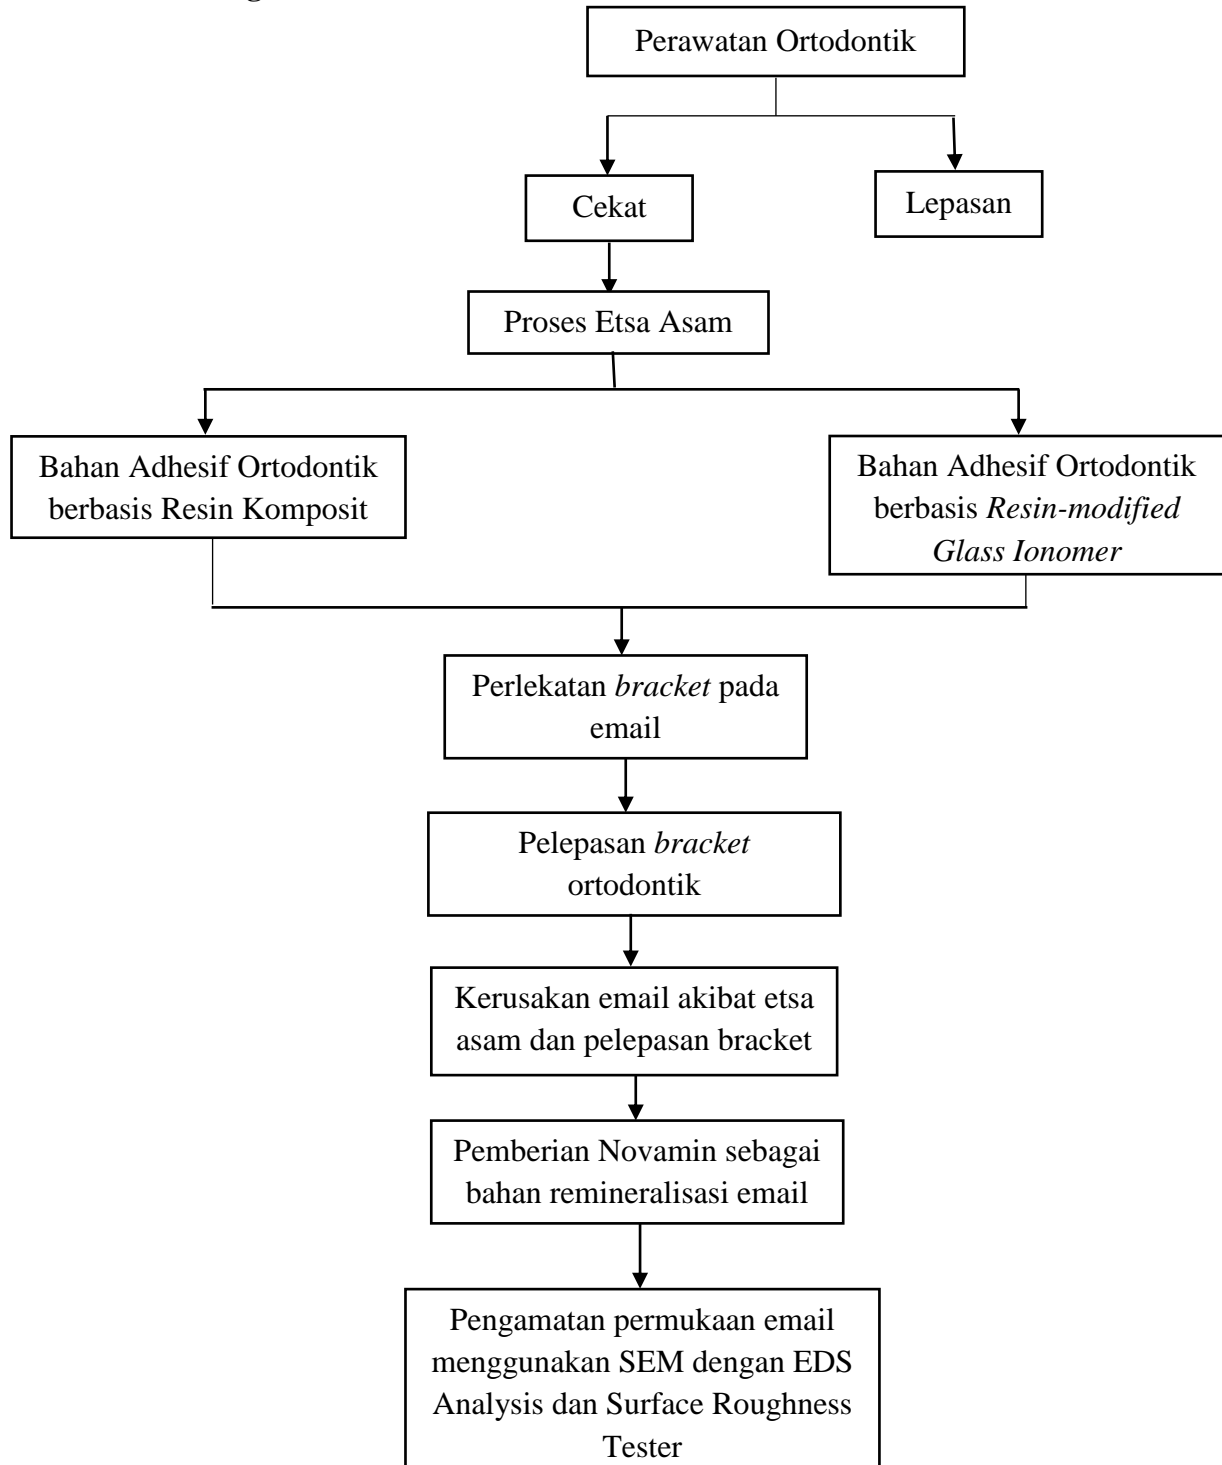 Perawatan Ortodontik
Cekat
Lepasan
Proses Etsa Asam
Bahan Adhesif Ortodontik
berbasis Resin Komposit
Bahan Adhesif Ortodontik
berbasis Resin-modified
Glass Ionomer
Perlekatan bracket pada
email
Pelepasan bracket
ortodontik
Kerusakan email akibat etsa
asam dan pelepasan bracket
Pemberian Novamin sebagai
bahan remineralisasi email
Pengamatan permukaan email
menggunakan SEM dengan EDS
Analysis dan Surface Roughness
Tester